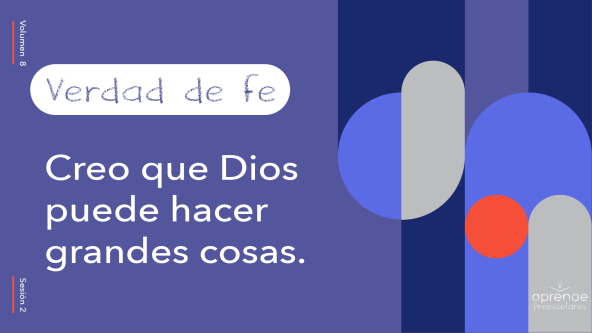 Volumen 8
Verdad de fe
Creo que Dios
puede hacer
grandes cosas.
Sesión 2
aprende
Preescolares